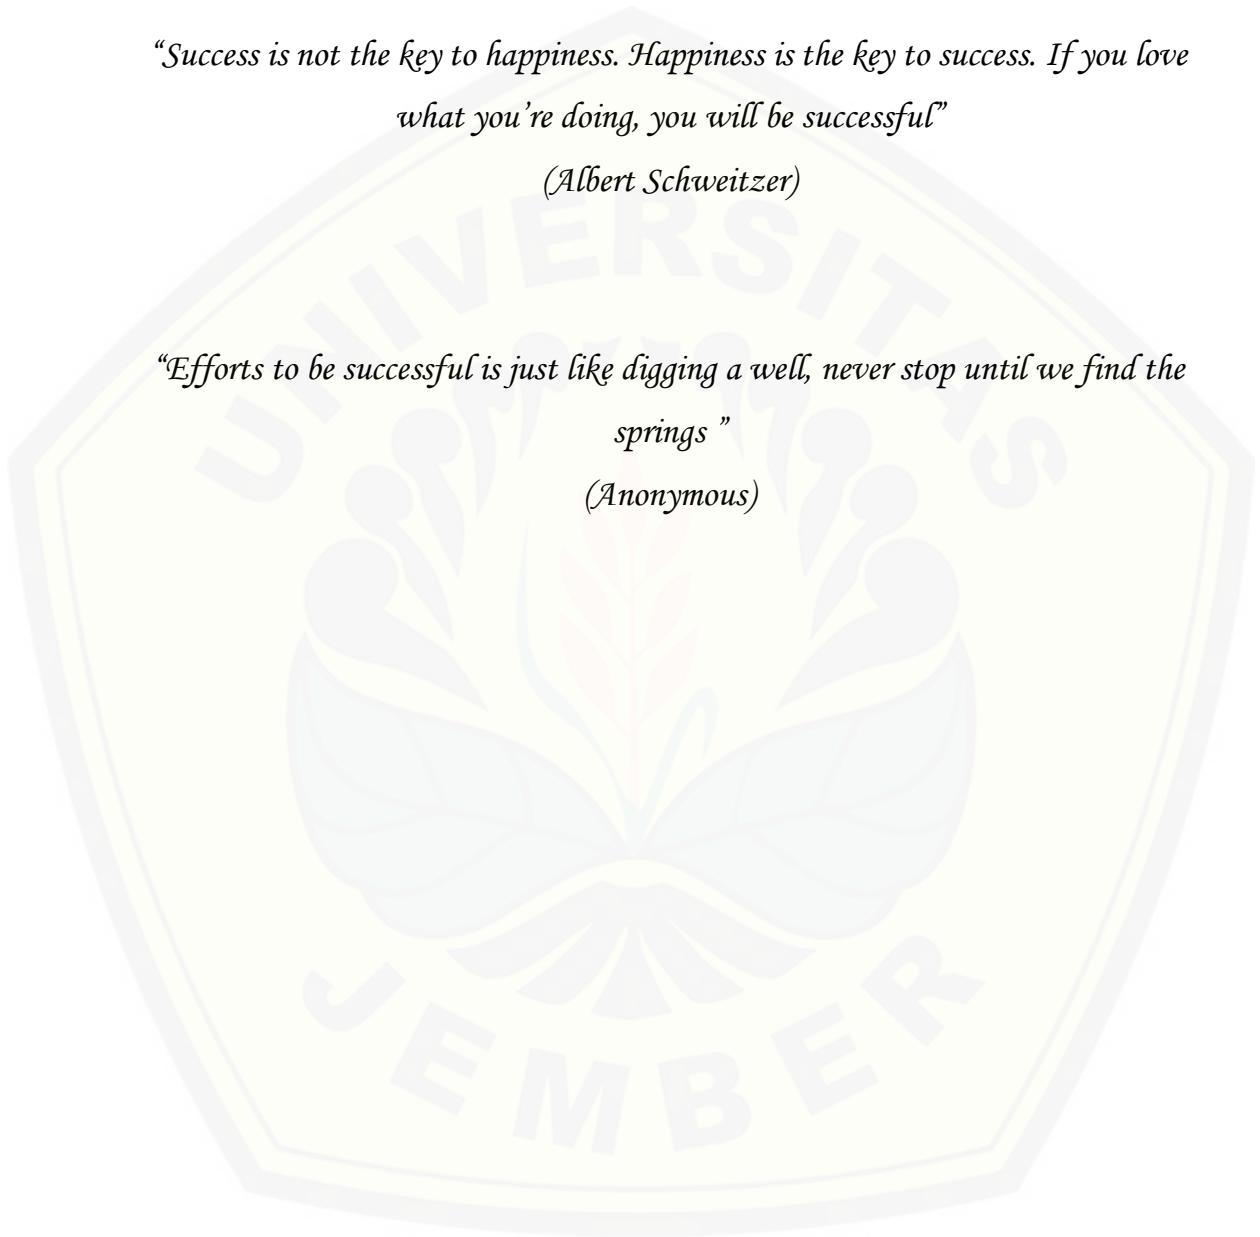 “Success is not the key to happiness. Happiness is the key to success. If you love
what you’re doing, you will be successful”
(Albert Schweitzer)
UNIVERSITAS
“Efforts to be successful is just like digging a well, never stop until we find the
springs ”
(Anonymous)
JEMBER